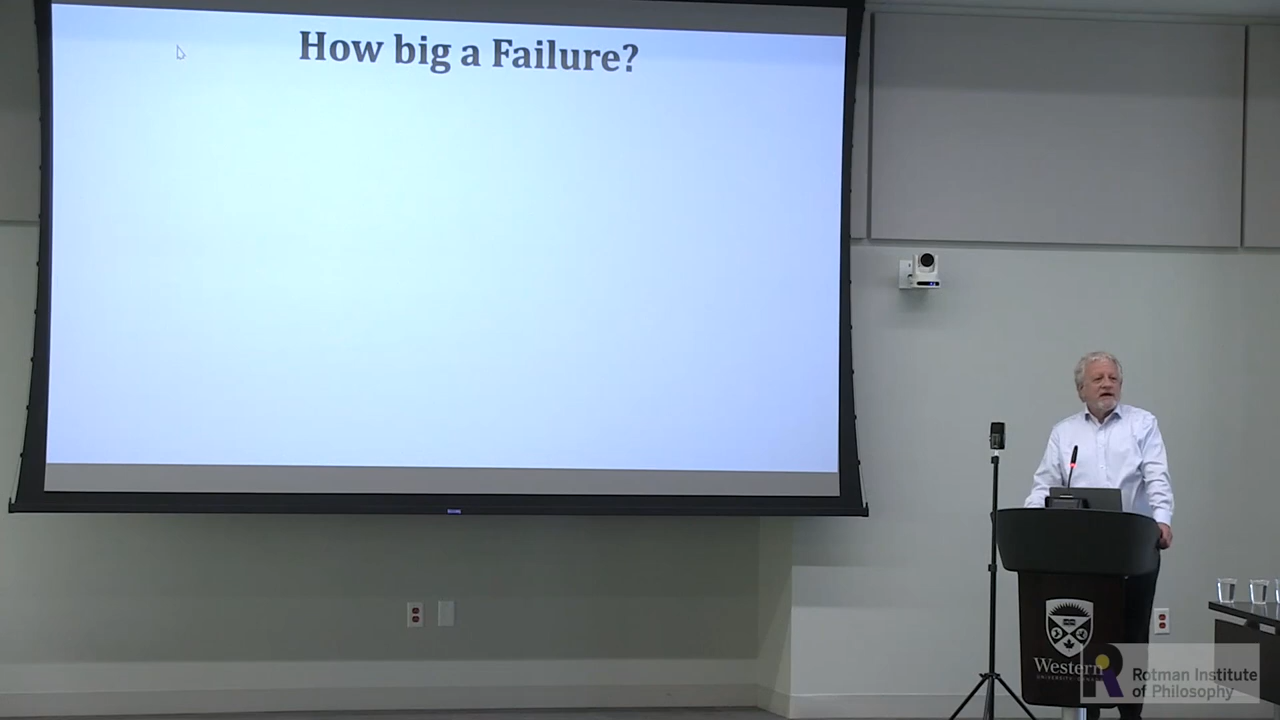 How big a Failure?
Western
Rotman Institute
of Philosophy